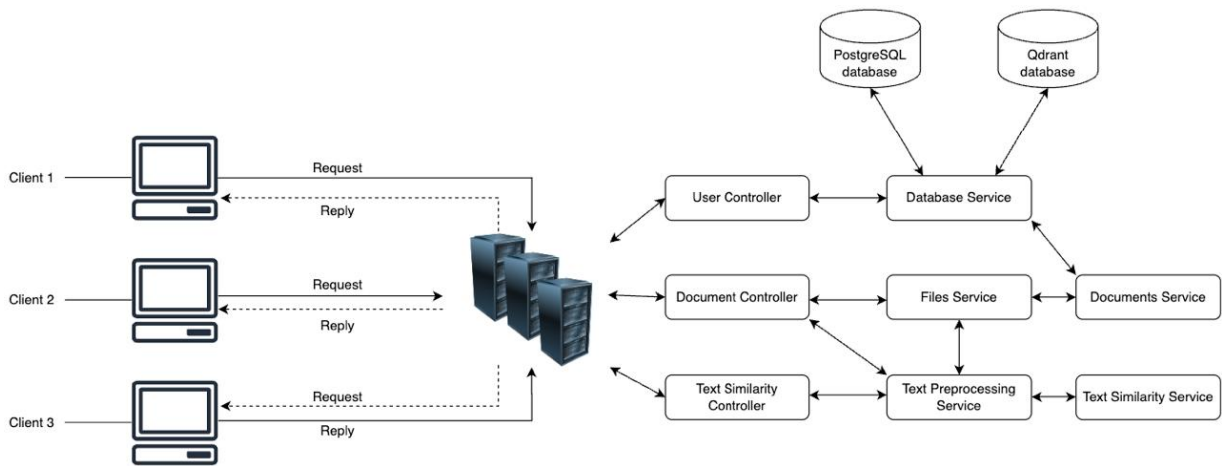 PostgreSQL
database
Qdrant
database
Client 1
Request
Reply
User Controller
Database Service
Client 2
Request
Reply
Document Controller
Files Service
Documents Service
Client 3
Request
Reply
Text Similarity
Controller
Text Preprocessing
Service
Text Similarity Service